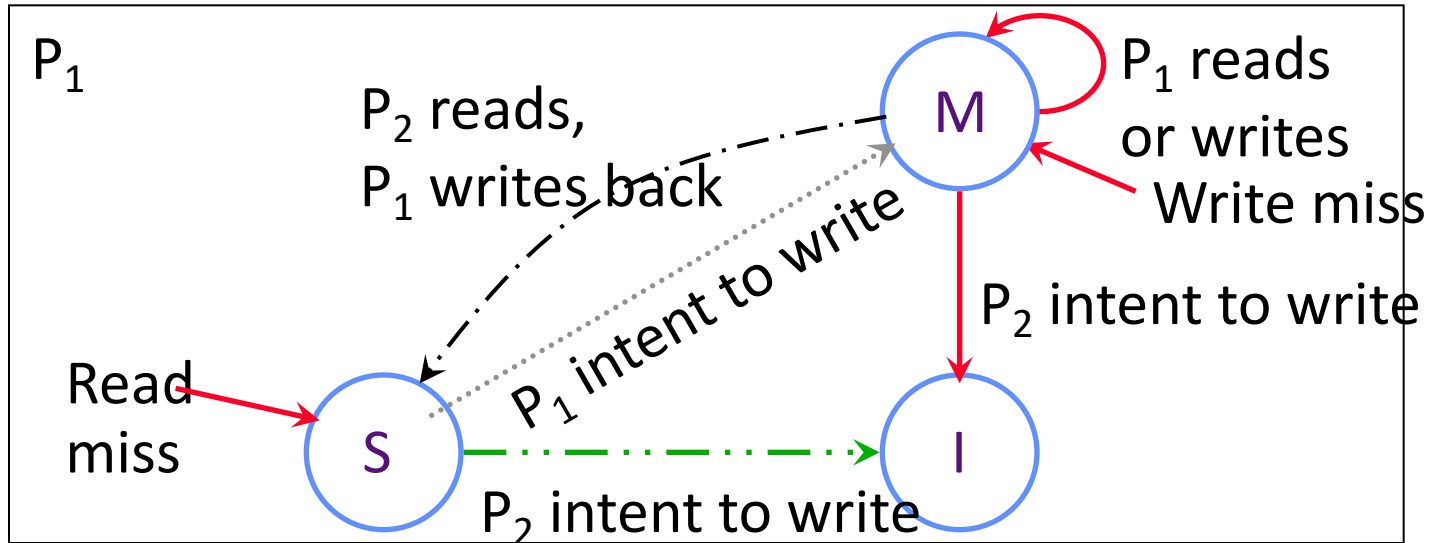 P₁
P₂ reads,
P₁ writes back
M
P₁ reads
or writes
Write miss
P₁ intent to write
P₂ intent to write
Read
miss
S
I
P₂ intent to write